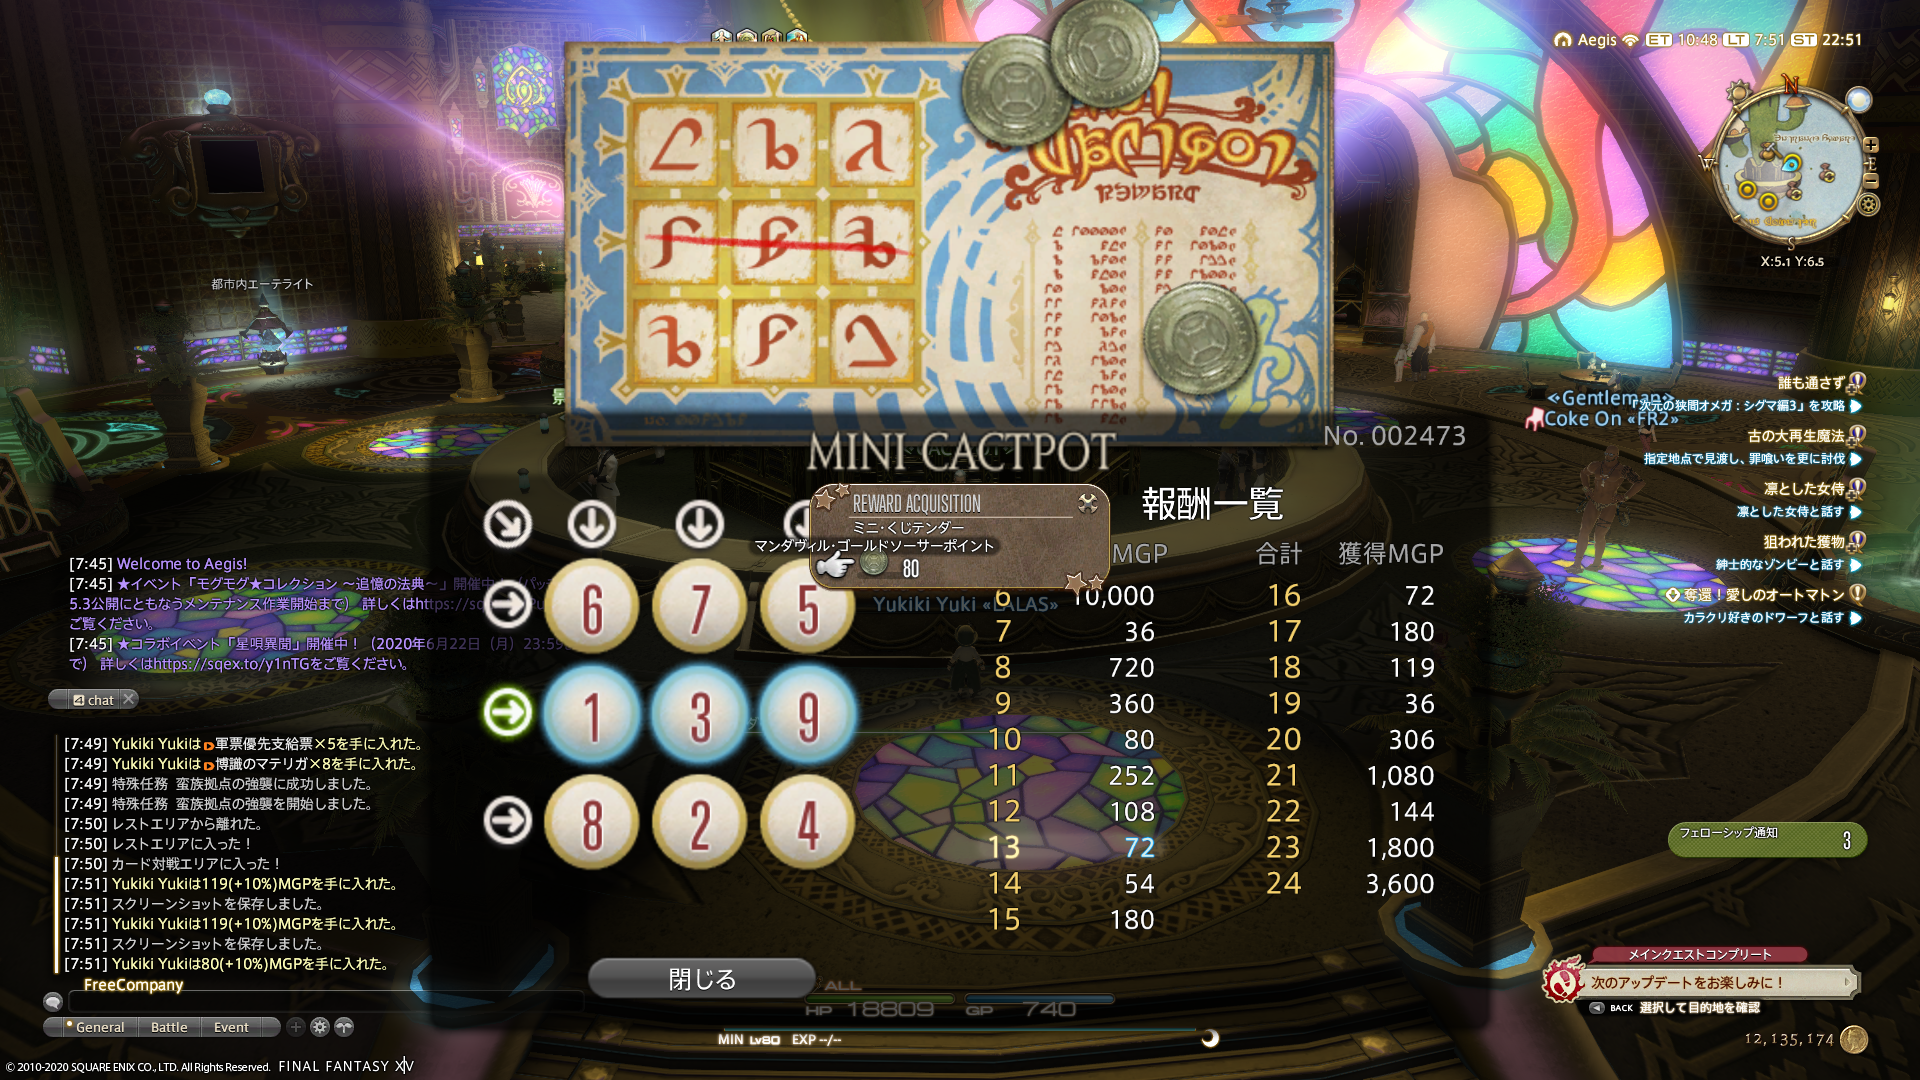 Aegis ET 10:48 LT 7:51 ST 22:51
N
W
E
S
X:5.1 Y:6.5
都市内エーテライト
誰も通さず
「次元の狭間オメガ：シグマ編3」を攻略
古の大再生魔法
指定地点で見渡し、罪喰いを更に討伐
凛とした女侍
凛とした女侍と話す
狙われた獲物
紳士的なゾンビーと話す
奪還！愛しのオートマトン
カラクリ好きのドワーフと話す
«Gentleman»
Coke On «FR2»
MINI CACTPOT
No. 002473
REWARD ACQUISITION
ミニ・くじテンダー
マンダヴィル・ゴールドソーサーポイント
80
Yukiki Yuki «LALAS»
報酬一覧
MGP 合計 獲得MGP
6 10,000 16 72
7 36 17 180
8 720 18 119
9 360 19 36
10 80 20 306
11 252 21 1,080
12 108 22 144
13 72 23 1,800
14 54 24 3,600
15 180
6 7 5
1 3 9
8 2 4
閉じる
[7:45] Welcome to Aegis!
[7:45] ★イベント「モグモグ★コレクション ～追憶の法典～」開催中！（パッチ
5.3公開にともなうメンテナンス作業開始まで） 詳しくはhttps://sq
ご覧ください。
[7:45] ★コラボイベント「星唄異聞」開催中！（2020年6月22日（月）23:59
で） 詳しくはhttps://sqex.to/y1nTGをご覧ください。
4 chat
[7:49] Yukiki Yukiは軍票優先支給票×5を手に入れた。
[7:49] Yukiki Yukiは博識のマテリガ×8を手に入れた。
[7:49] 特殊任務 蛮族拠点の強襲に成功しました。
[7:49] 特殊任務 蛮族拠点の強襲を開始しました。
[7:50] レストエリアから離れた。
[7:50] レストエリアに入った！
[7:50] カード対戦エリアに入った！
[7:51] Yukiki Yukiは119(+10%)MGPを手に入れた。
[7:51] スクリーンショットを保存しました。
[7:51] Yukiki Yukiは119(+10%)MGPを手に入れた。
[7:51] スクリーンショットを保存しました。
[7:51] Yukiki Yukiは80(+10%)MGPを手に入れた。
FreeCompany
General Battle Event
ALL
HP 18809 GP 740
MIN Lv80 EXP --/--
フェローシップ通知 3
メインクエストコンプリート
次のアップデートをお楽しみに！
BACK 選択して目的地を確認
12,135,174
© 2010-2020 SQUARE ENIX CO., LTD. All Rights Reserved. FINAL FANTASY XIV